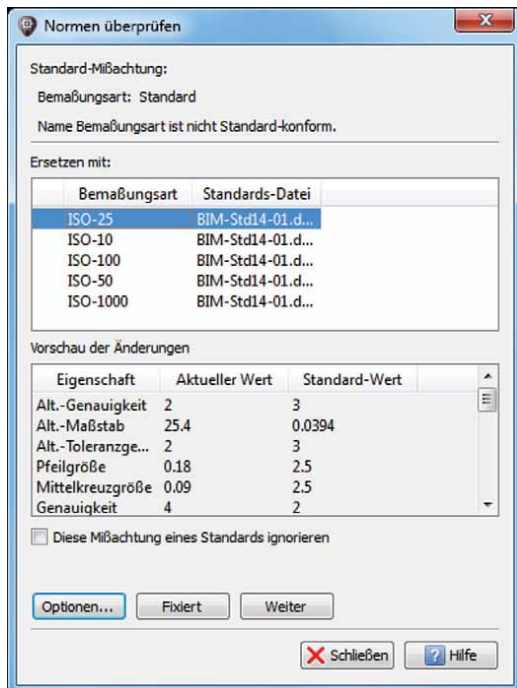 Normen überprüfen
Standard-Mißachtung:
Bemaßungsart: Standard
Name Bemaßungsart ist nicht Standard-konform.
Ersetzen mit:
Bemaßungsart Standards-Datei
ISO-25 BIM-Std14-01.d...
ISO-10 BIM-Std14-01.d...
ISO-100 BIM-Std14-01.d...
ISO-50 BIM-Std14-01.d...
ISO-1000 BIM-Std14-01.d...
Vorschau der Änderungen
Eigenschaft Aktueller Wert Standard-Wert
Alt.-Genauigkeit 2 3
Alt.-Maßstab 25.4 0.0394
Alt.-Toleranzge... 2 3
Pfeilgröße 0.18 2.5
Mittelkreuzgröße 0.09 2.5
Genauigkeit 4 2
Diese Mißachtung eines Standards ignorieren
Optionen... Fixiert Weiter
Schließen Hilfe